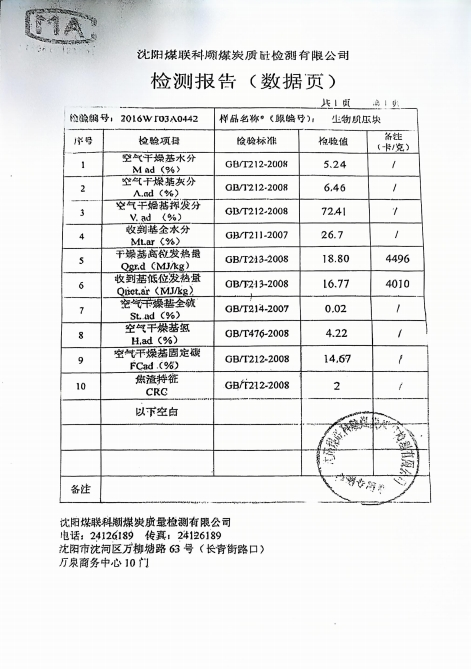 MA
沈阳煤联科顺煤炭质量检测有限公司
检测报告（数据页）
共1页 第1页
检验编号：2016WT03A0442 样品名称*（原编号）： 生物质压块
序号 检验项目 检验标准 检验值 备注（卡/克）
1 空气干燥基水分 M.ad（%） GB/T212-2008 5.24 /
2 空气干燥基灰分 A.ad（%） GB/T212-2008 6.46 /
3 空气干燥基挥发分 V.ad （%） GB/T212-2008 72.41 /
4 收到基全水分 Mt.ar（%） GB/T211-2007 26.7 /
5 干燥基高位发热量 Qgr.d（MJ/kg） GB/T213-2008 18.80 4496
6 收到基低位发热量 Qnet.ar（MJ/kg） GB/T213-2008 16.77 4010
7 空气干燥基全硫 St.ad（%） GB/T214-2007 0.02 /
8 空气干燥基氢 H.ad（%） GB/T476-2008 4.22 /
9 空气干燥基固定碳 FCad.（%） GB/T212-2008 14.67 /
10 焦渣特征 CRC GB/T212-2008 2 /
以下空白
备注
沈阳煤联科顺煤炭质量检测有限公司
电话：24126189 传真：24126189
沈阳市沈河区万柳塘路 63 号（长青街路口）
万泉商务中心 10 门